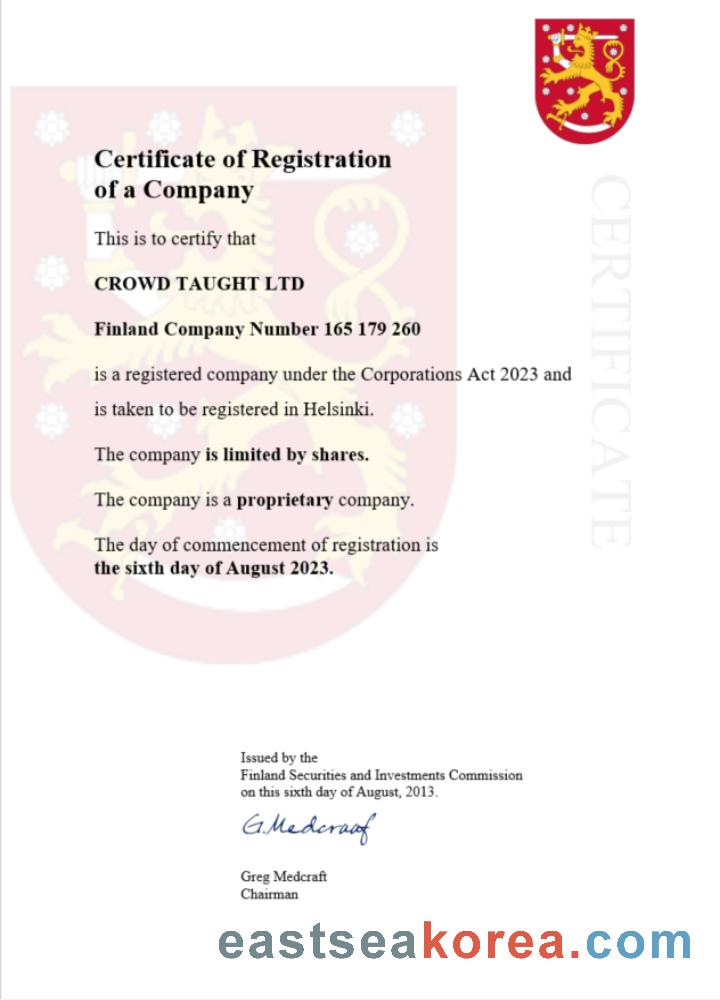 Certificate of Registration
of a Company
This is to certify that
CROWD TAUGHT LTD
Finland Company Number 165 179 260
is a registered company under the Corporations Act 2023 and
is taken to be registered in Helsinki.
The company is limited by shares.
The company is a proprietary company.
The day of commencement of registration is
the sixth day of August 2023.
CERTIFICATE
Issued by the
Finland Securities and Investments Commission
on this sixth day of August, 2013.
G.Medcraaf
Greg Medcraft
Chairman
eastseakorea.com